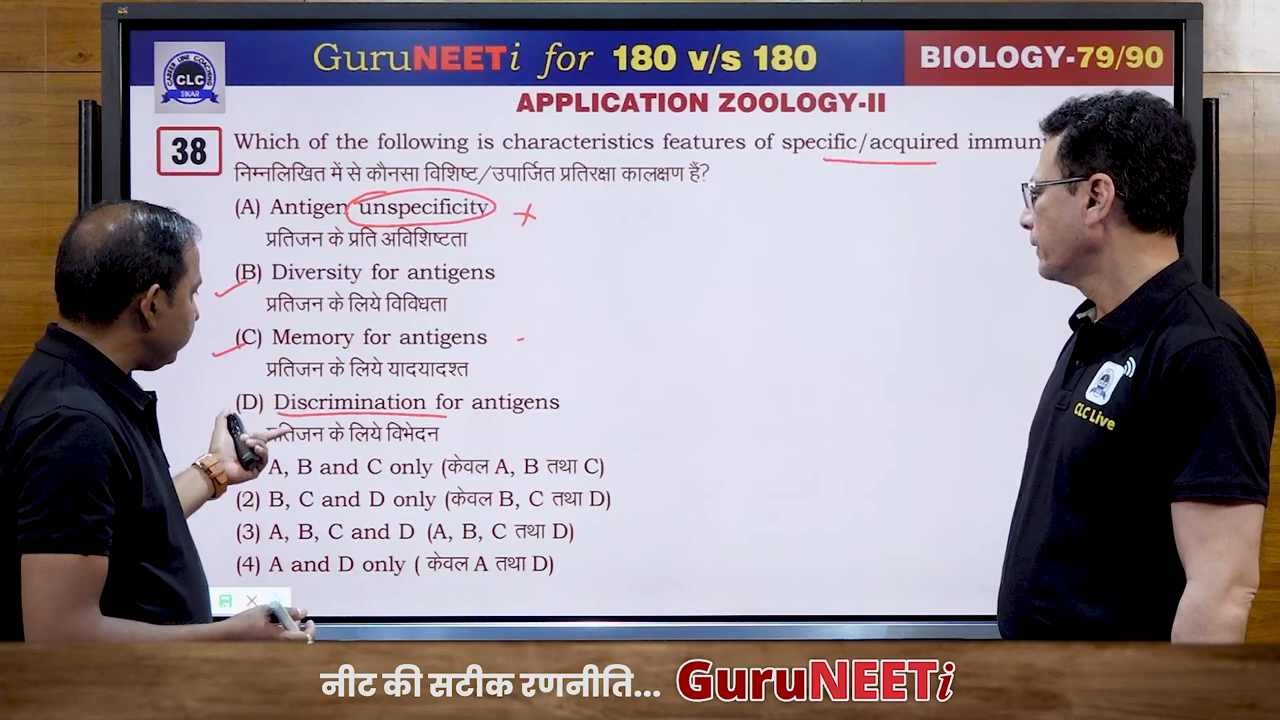 GuruNEETi for 180 v/s 180
BIOLOGY-79/90
CAREER LINE COACHING
CLC
SIKAR
APPLICATION ZOOLOGY-II
38
Which of the following is characteristics features of specific/acquired immun
निम्नलिखित में से कौनसा विशिष्ट/उपार्जित प्रतिरक्षा कालक्षण हैं?
(A) Antigen unspecificity
प्रतिजन के प्रति अविशिष्टता
(B) Diversity for antigens
प्रतिजन के लिये विविधता
(C) Memory for antigens
प्रतिजन के लिये यादयादश्त
(D) Discrimination for antigens
प्रतिजन के लिये विभेदन
A, B and C only (केवल A, B तथा C)
(2) B, C and D only (केवल B, C तथा D)
(3) A, B, C and D (A, B, C तथा D)
(4) A and D only ( केवल A तथा D)
CLC Live
नीट की सटीक रणनीति... GuruNEETi